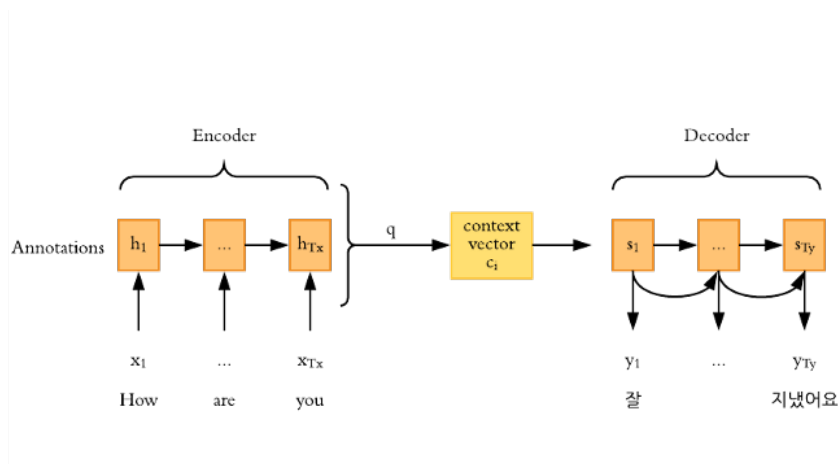 Encoder
Decoder
q
Annotations
h₁
...
hTx
context
vector
cᵢ
s₁
...
sTy
x₁
...
xTx
y₁
...
yTy
How
are
you
잘
지냈어요